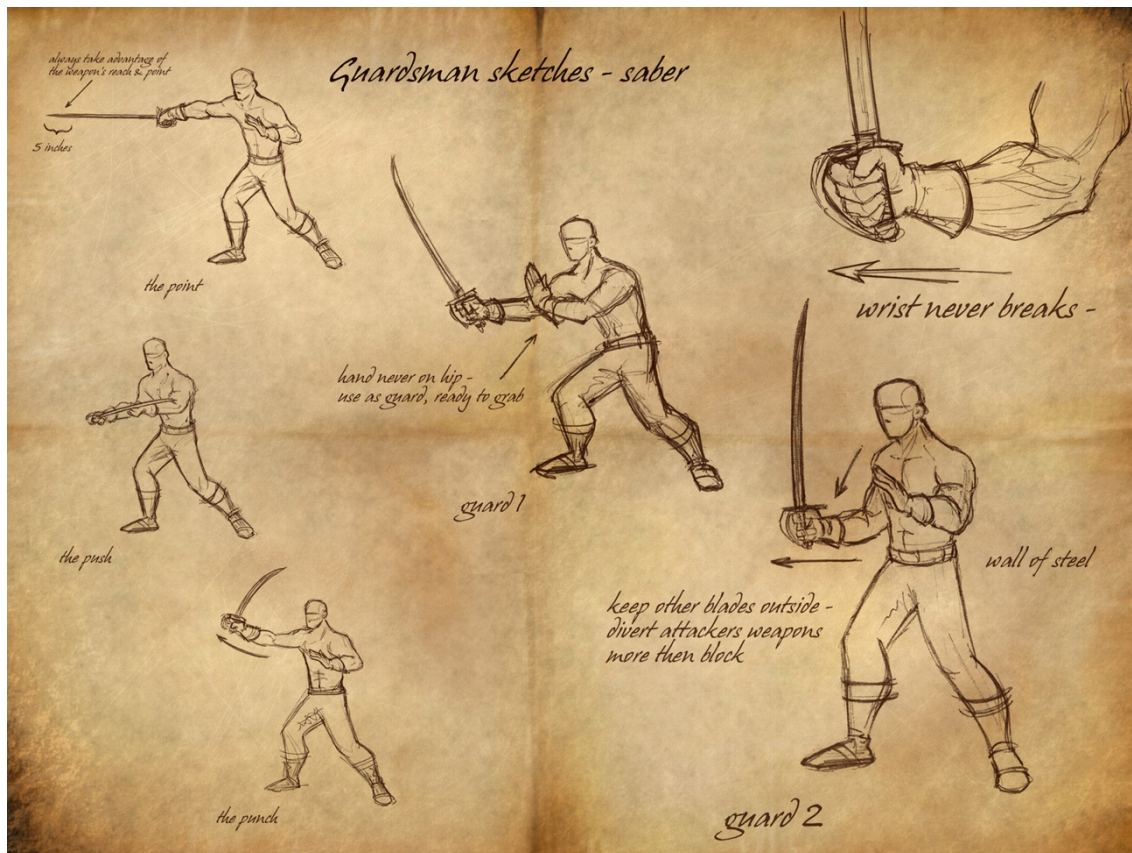 Guardsman sketches - saber
always take advantage of
the weapon's reach & point
5 inches
the point
wrist never breaks -
hand never on hip -
use as guard, ready to grab
guard 1
the push
wall of steel
keep other blades outside -
divert attackers weapons
more then block
the punch
guard 2